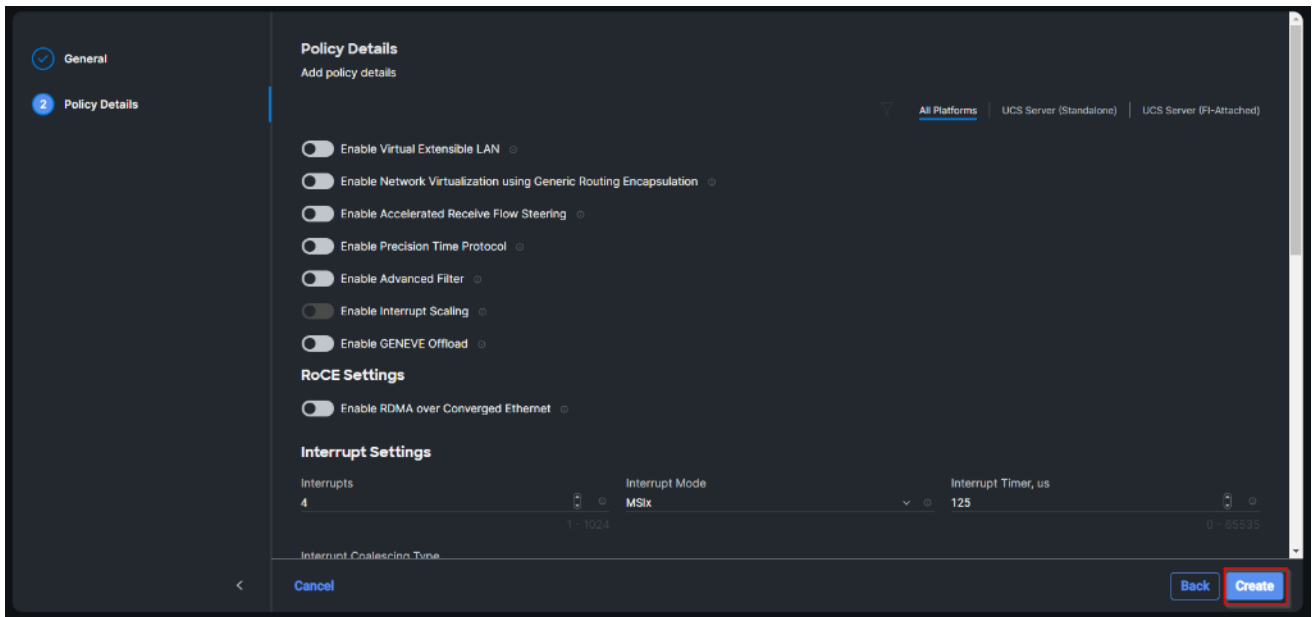 General
2 Policy Details
Policy Details
Add policy details
All Platforms UCS Server (Standalone) UCS Server (FI-Attached)
Enable Virtual Extensible LAN
Enable Network Virtualization using Generic Routing Encapsulation
Enable Accelerated Receive Flow Steering
Enable Precision Time Protocol
Enable Advanced Filter
Enable Interrupt Scaling
Enable GENEVE Offload
RoCE Settings
Enable RDMA over Converged Ethernet
Interrupt Settings
Interrupts Interrupt Mode Interrupt Timer, us
4 MSIx 125
1 - 1024 0 - 65535
Interrupt Coalescing Type
Cancel Back Create